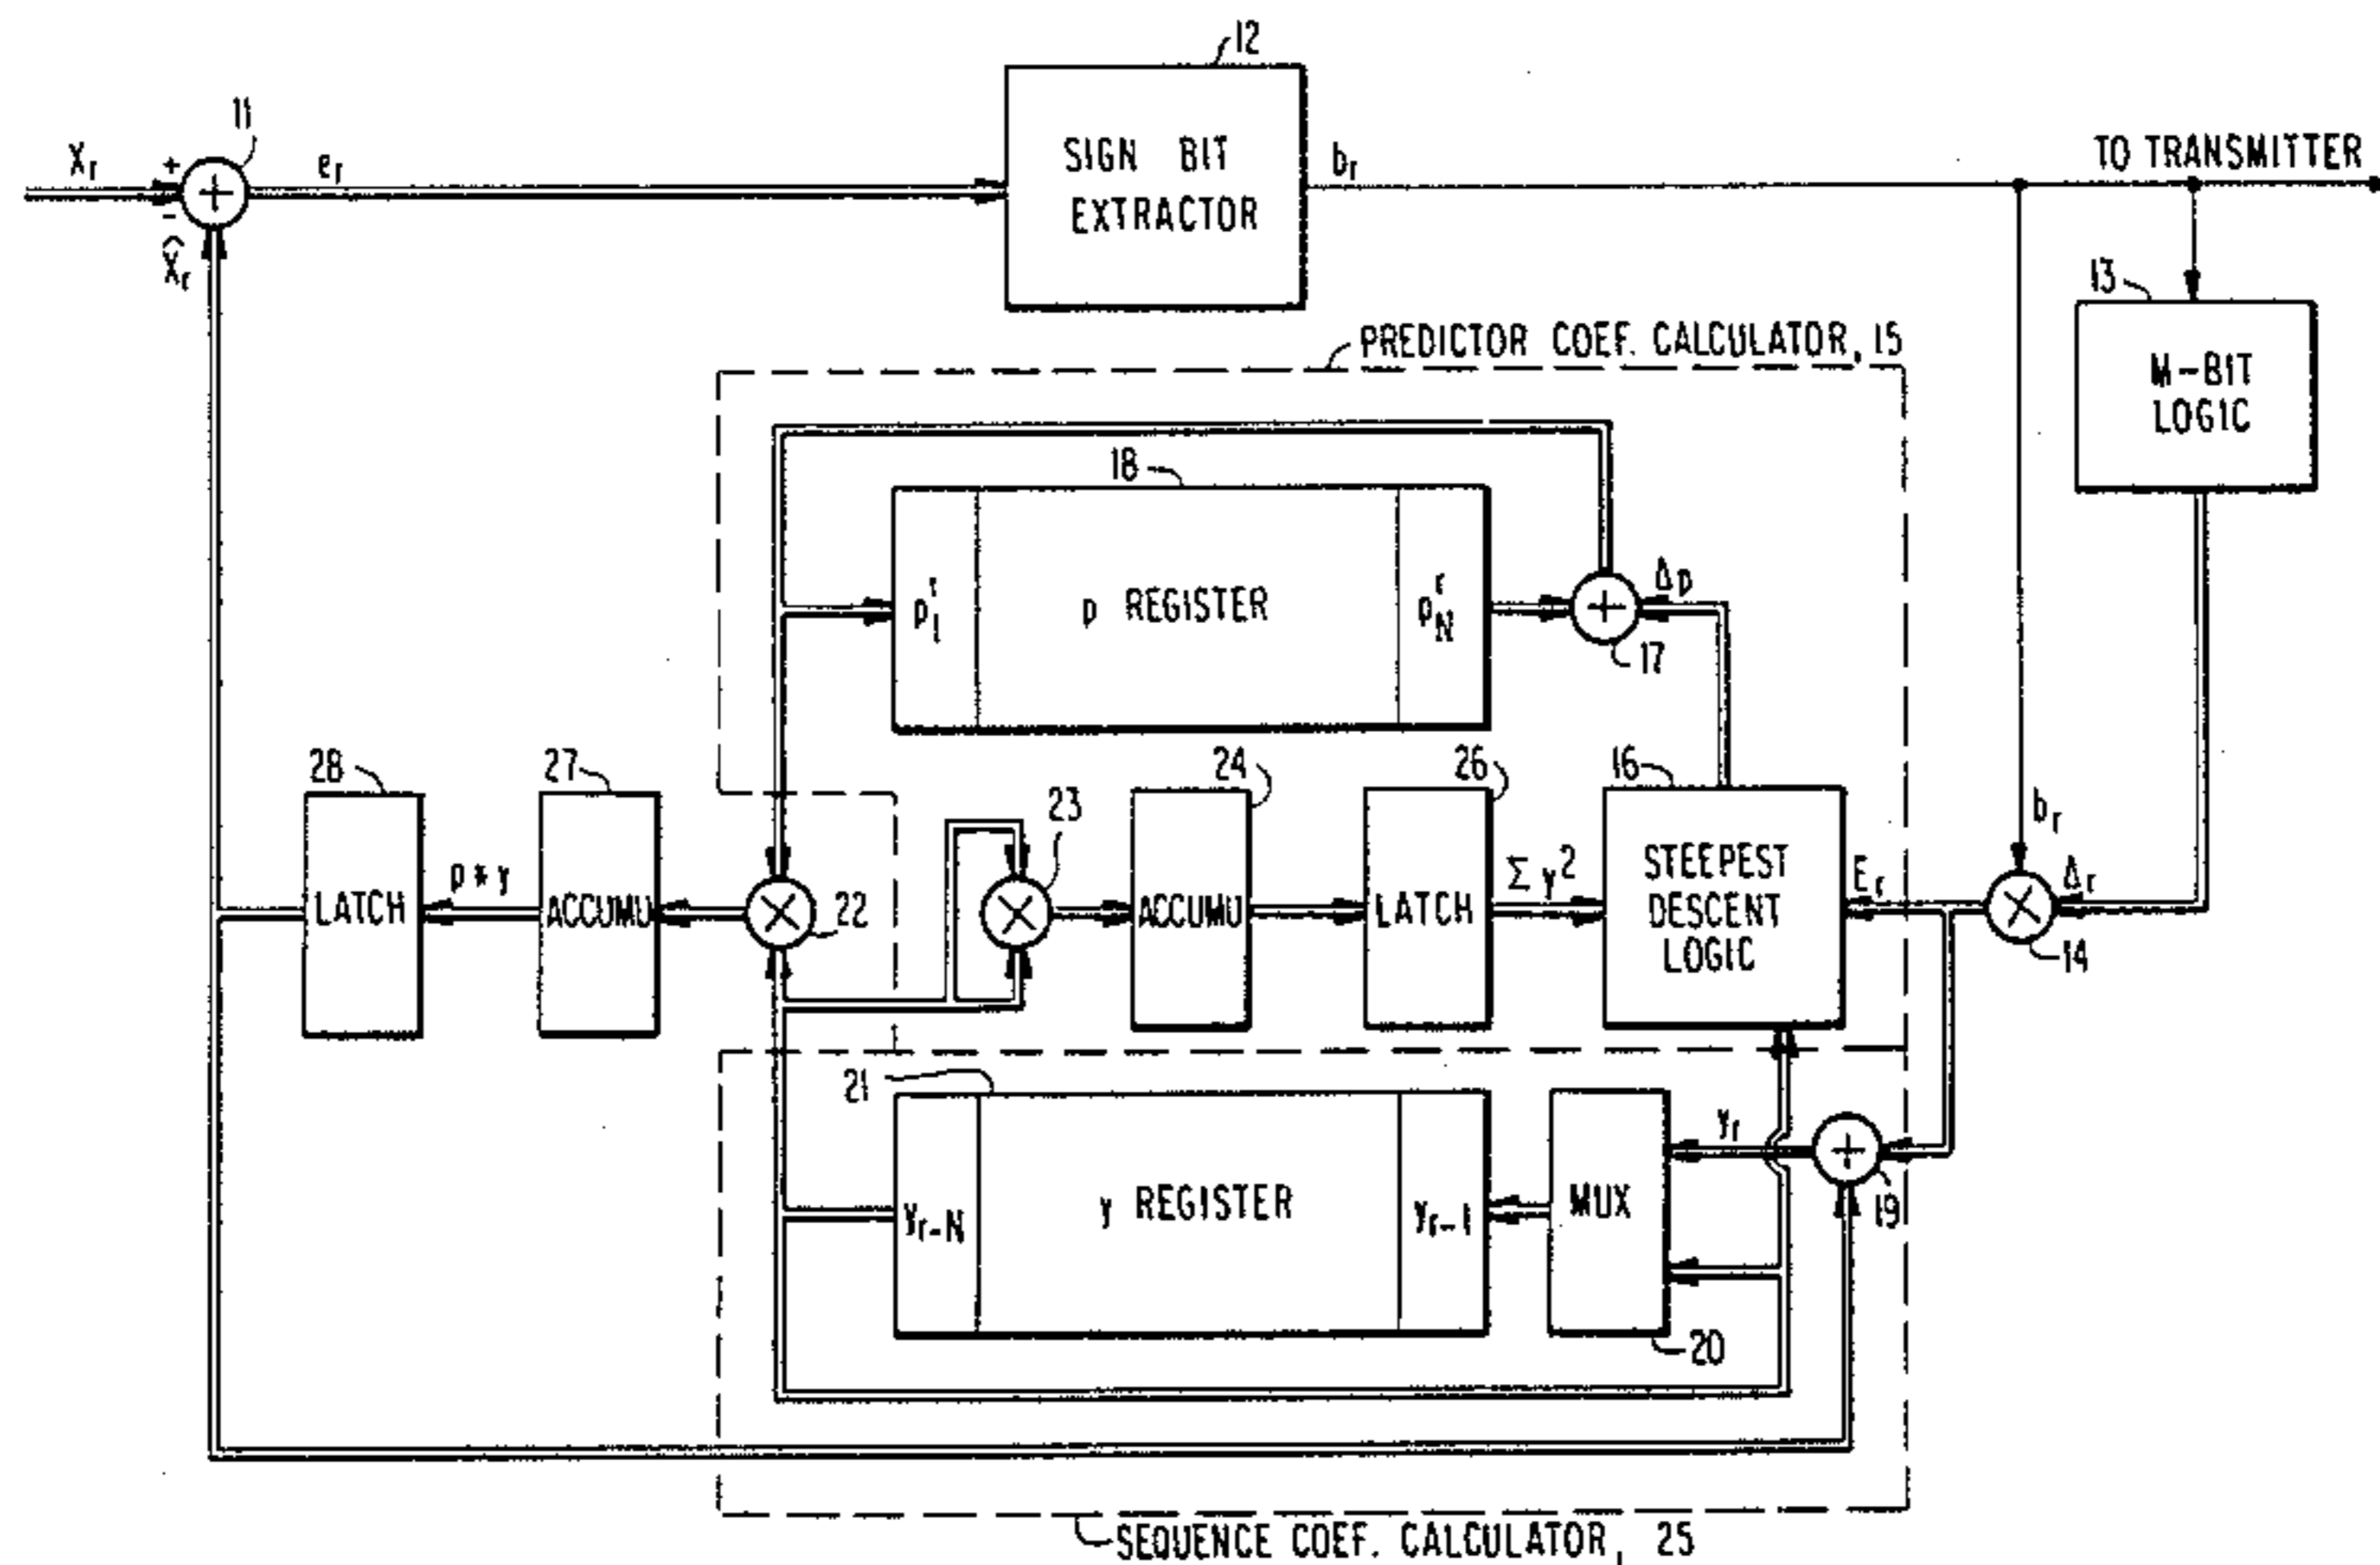 12
11
X_r
+
e_r
SIGN BIT
EXTRACTOR
b_r
TO TRANSMITTER
+
-
X̂_r
13
M-BIT
LOGIC
PREDICTOR COEF. CALCULATOR, 15
18
p_1^r
p REGISTER
p_N^r
+
Δp
17
28
27
24
26
16
23
b_r
LATCH
p * y
ACCUMU
×
22
×
ACCUMU
LATCH
Σ y²
STEEPEST
DESCENT
LOGIC
E_r
×
Δ_r
14
21
y_r
+
19
y_{r-N}
y REGISTER
y_{r-1}
MUX
20
SEQUENCE COEF. CALCULATOR, 25